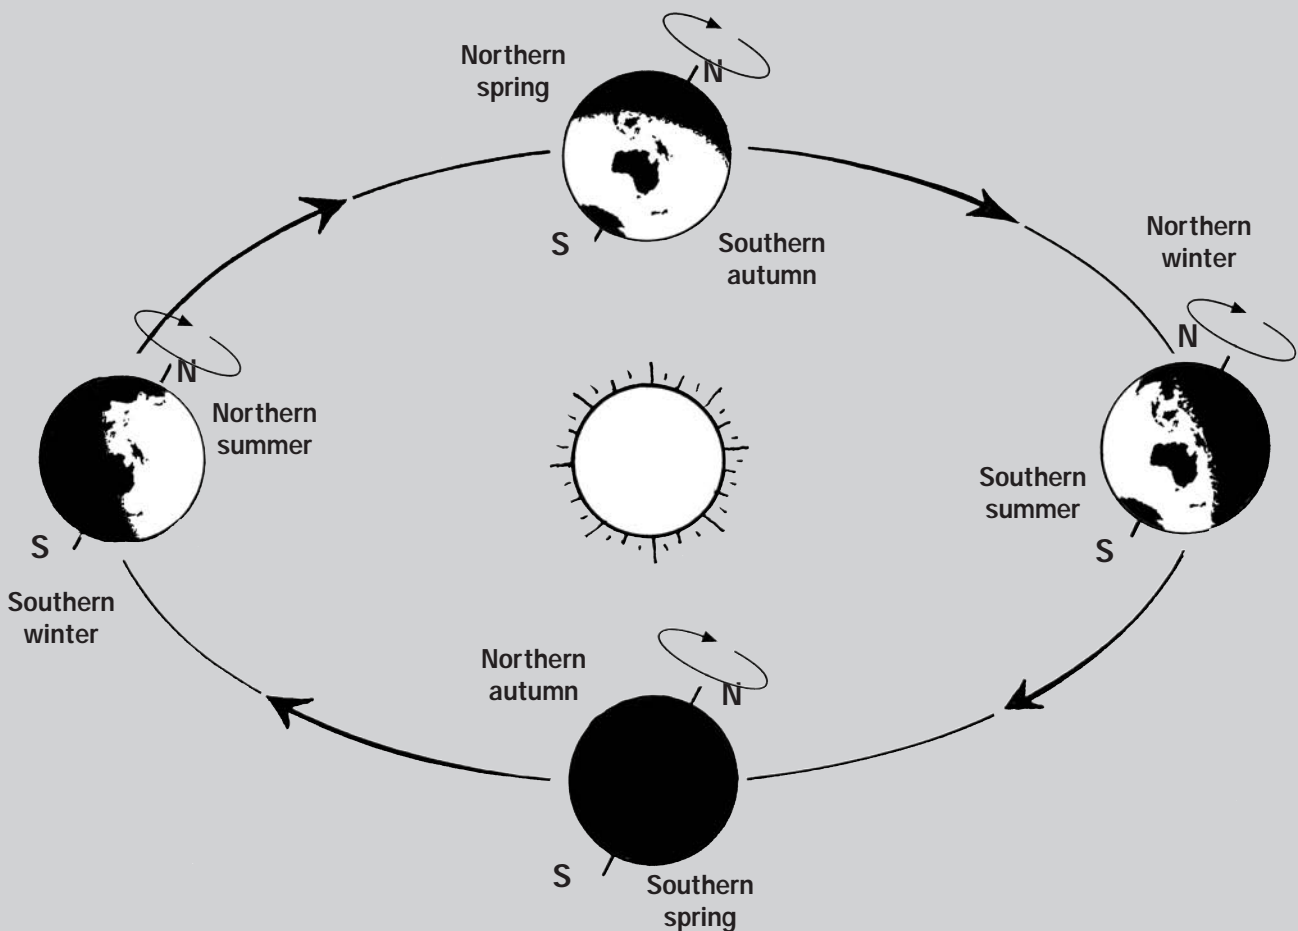 Northern
spring
N
S
Southern
autumn
Northern
winter
N
Southern
summer
S
N
Northern
summer
S
Southern
winter
Northern
autumn
N
S
Southern
spring